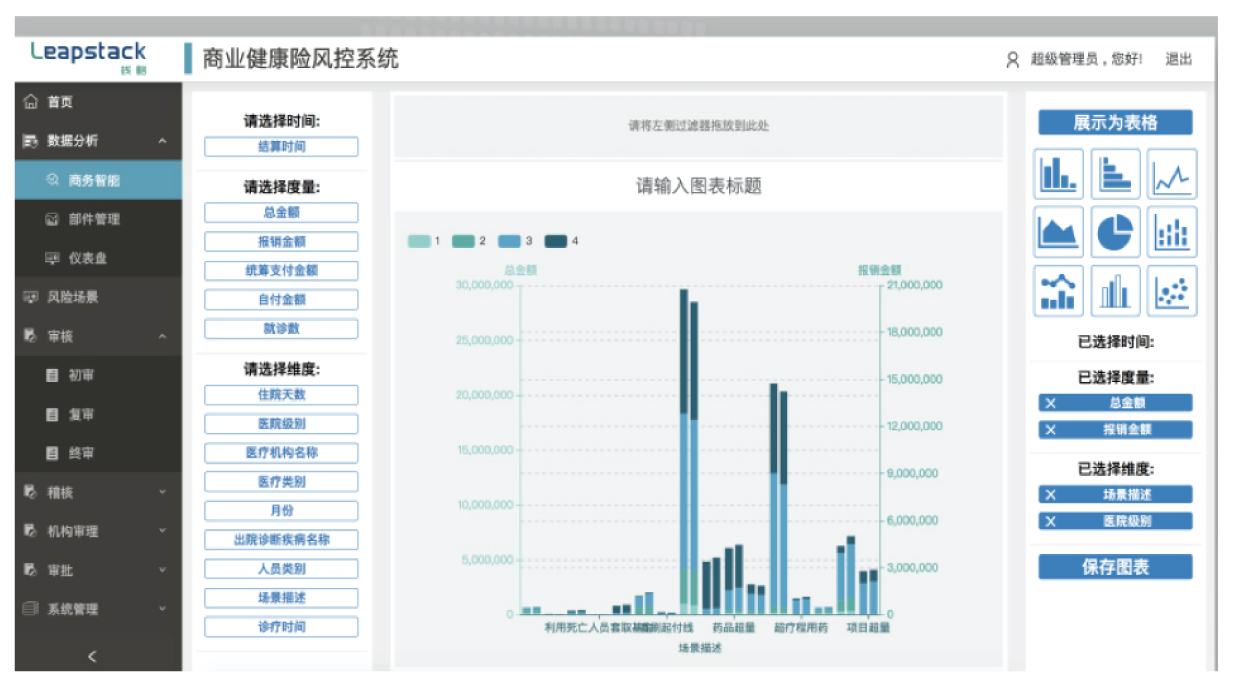 Leapstack
栈略
商业健康险风控系统
超级管理员，您好!
退出
首页
数据分析
商务智能
部件管理
仪表盘
风险场景
审核
初审
复审
终审
稽核
机构审理
审批
系统管理
<
请选择时间:
结算时间
请选择度量:
总金额
报销金额
统筹支付金额
自付金额
就诊数
请选择维度:
住院天数
医院级别
医疗机构名称
医疗类别
月份
出院诊断疾病名称
人员类别
场景描述
诊疗时间
请将左侧过滤器拖放到此处
请输入图表标题
1 2 3 4
总金额
30,000,000
25,000,000
20,000,000
15,000,000
10,000,000
5,000,000
0
报销金额
21,000,000
18,000,000
15,000,000
12,000,000
9,000,000
6,000,000
3,000,000
0
利用死亡人员套取基 起付线 药品超量 超疗程用药 项目超量
场景描述
展示为表格
已选择时间:
已选择度量:
X 总金额
X 报销金额
已选择维度:
X 场景描述
X 医院级别
保存图表